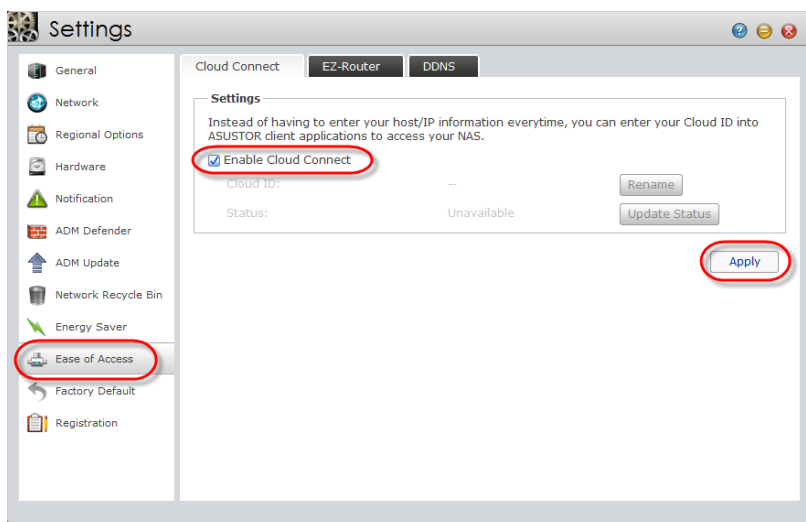 Settings
General
Network
Regional Options
Hardware
Notification
ADM Defender
ADM Update
Network Recycle Bin
Energy Saver
Ease of Access
Factory Default
Registration
Cloud Connect
EZ-Router
DDNS
Settings
Instead of having to enter your host/IP information everytime, you can enter your Cloud ID into
ASUSTOR client applications to access your NAS.
Enable Cloud Connect
Cloud ID: -- Rename
Status: Unavailable Update Status
Apply